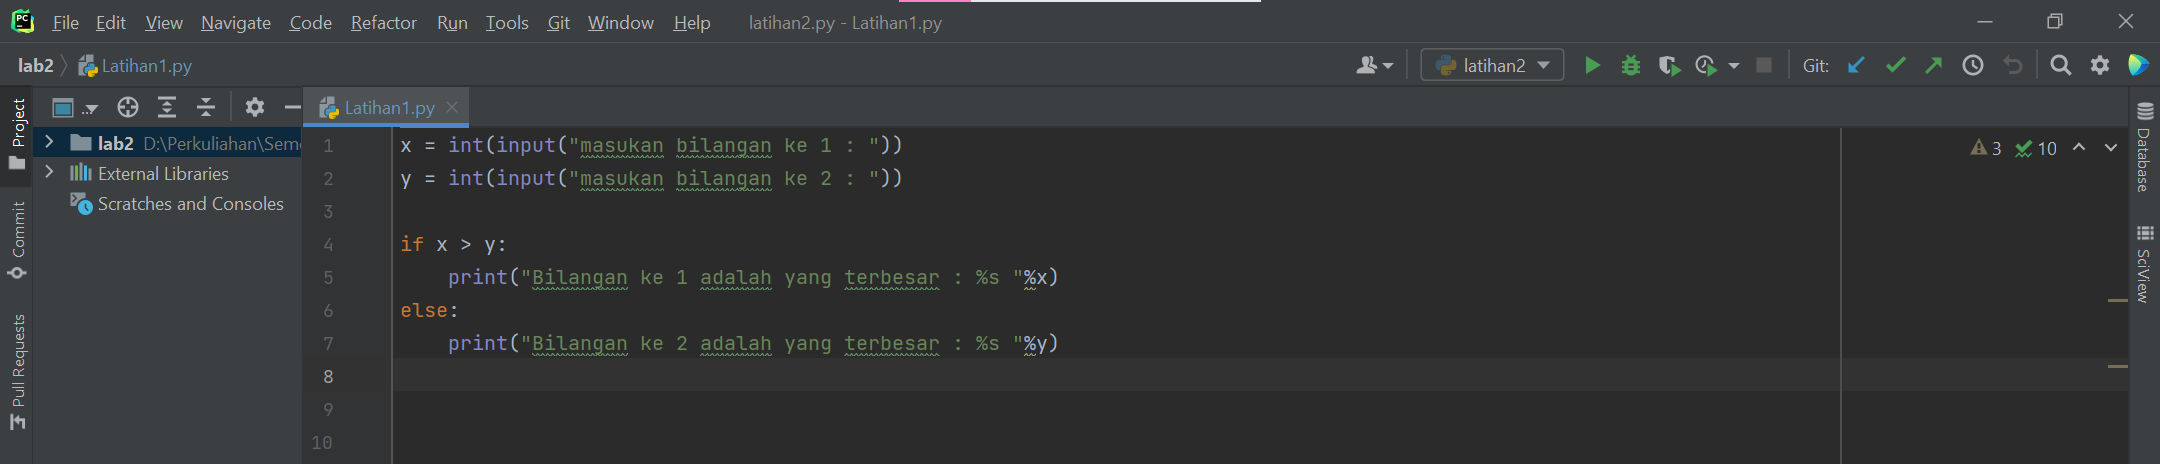 PC File Edit View Navigate Code Refactor Run Tools Git Window Help latihan2.py - Latihan1.py
lab2 Latihan1.py latihan2 Git:
Project
Commit
Pull Requests
Latihan1.py
lab2 D:\Perkuliahan\Seme
External Libraries
Scratches and Consoles
1 x = int(input("masukan bilangan ke 1 : "))
2 y = int(input("masukan bilangan ke 2 : "))
3
4 if x > y:
5 print("Bilangan ke 1 adalah yang terbesar : %s "%x)
6 else:
7 print("Bilangan ke 2 adalah yang terbesar : %s "%y)
8
9
10
3 10
Database
SciView